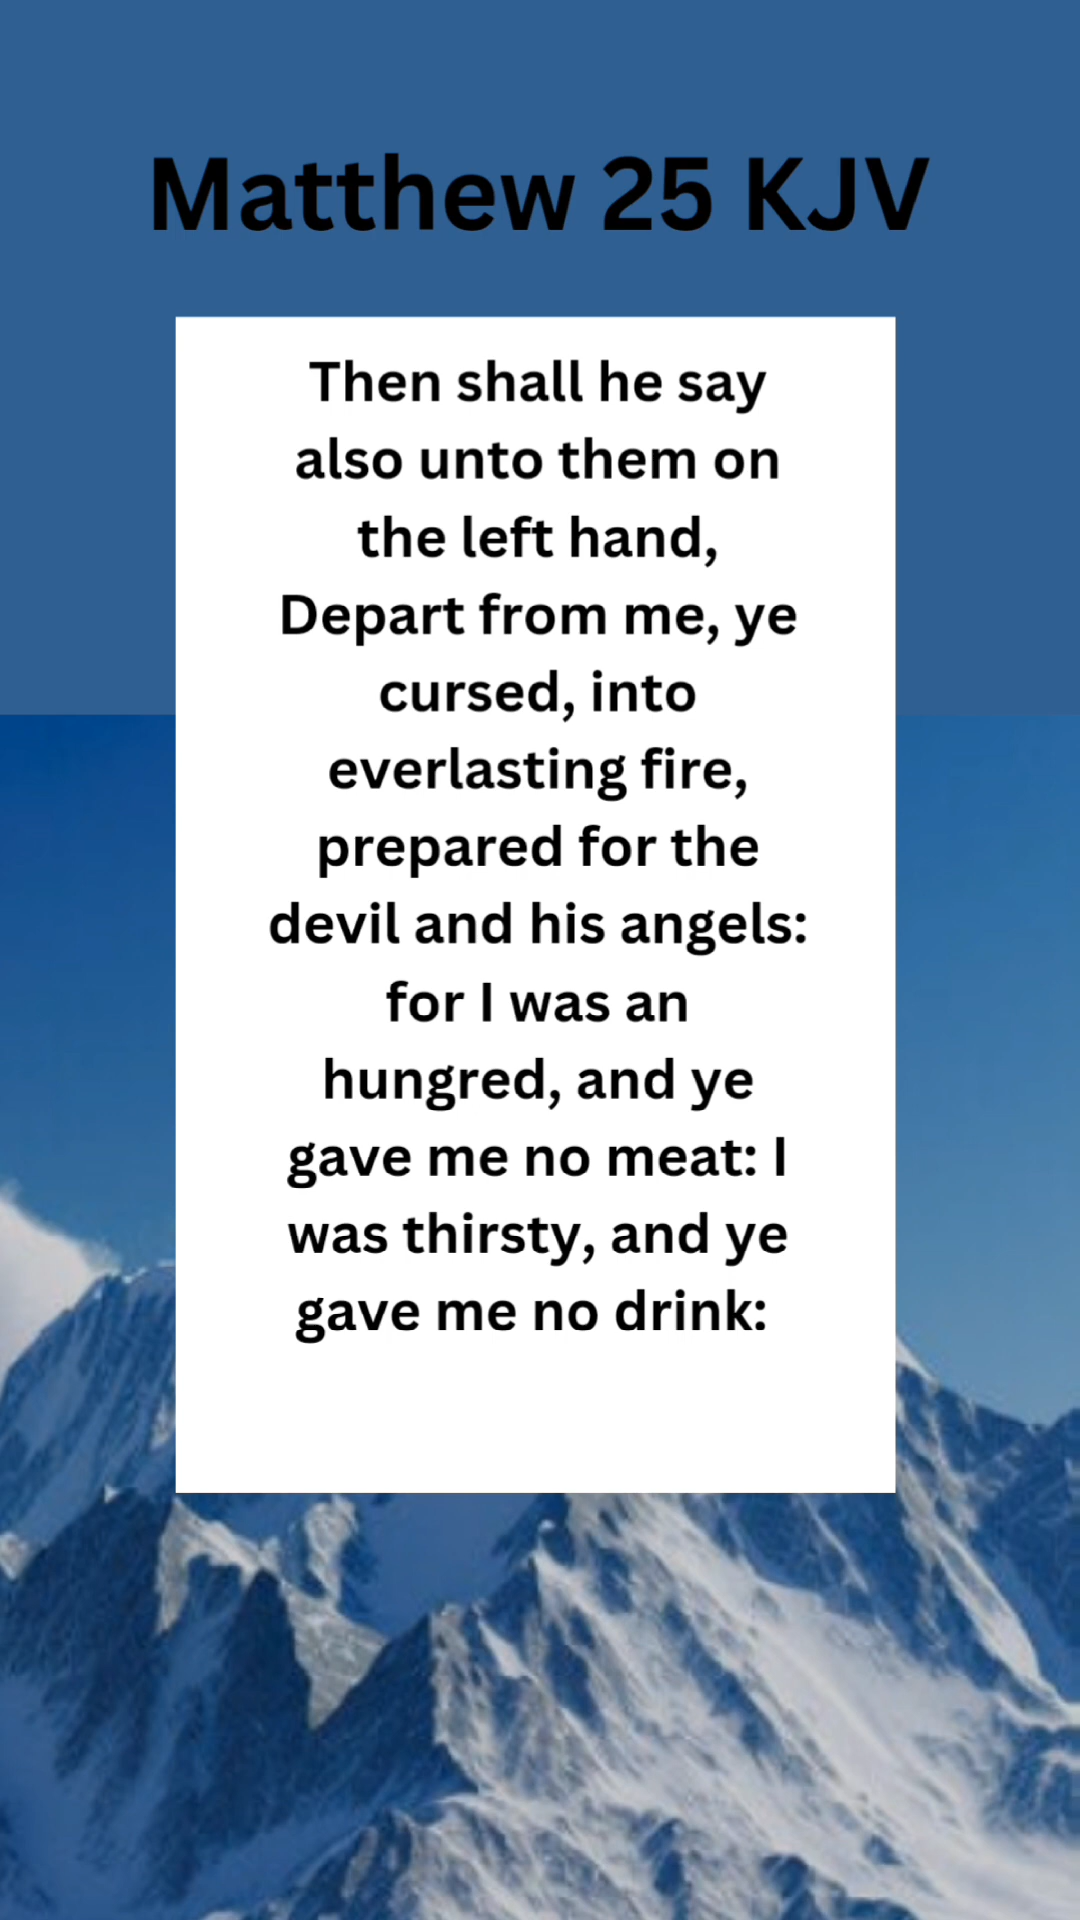 Matthew 25 KJV
Then shall he say
also unto them on
the left hand,
Depart from me, ye
cursed, into
everlasting fire,
prepared for the
devil and his angels:
for I was an
hungred, and ye
gave me no meat: I
was thirsty, and ye
gave me no drink: